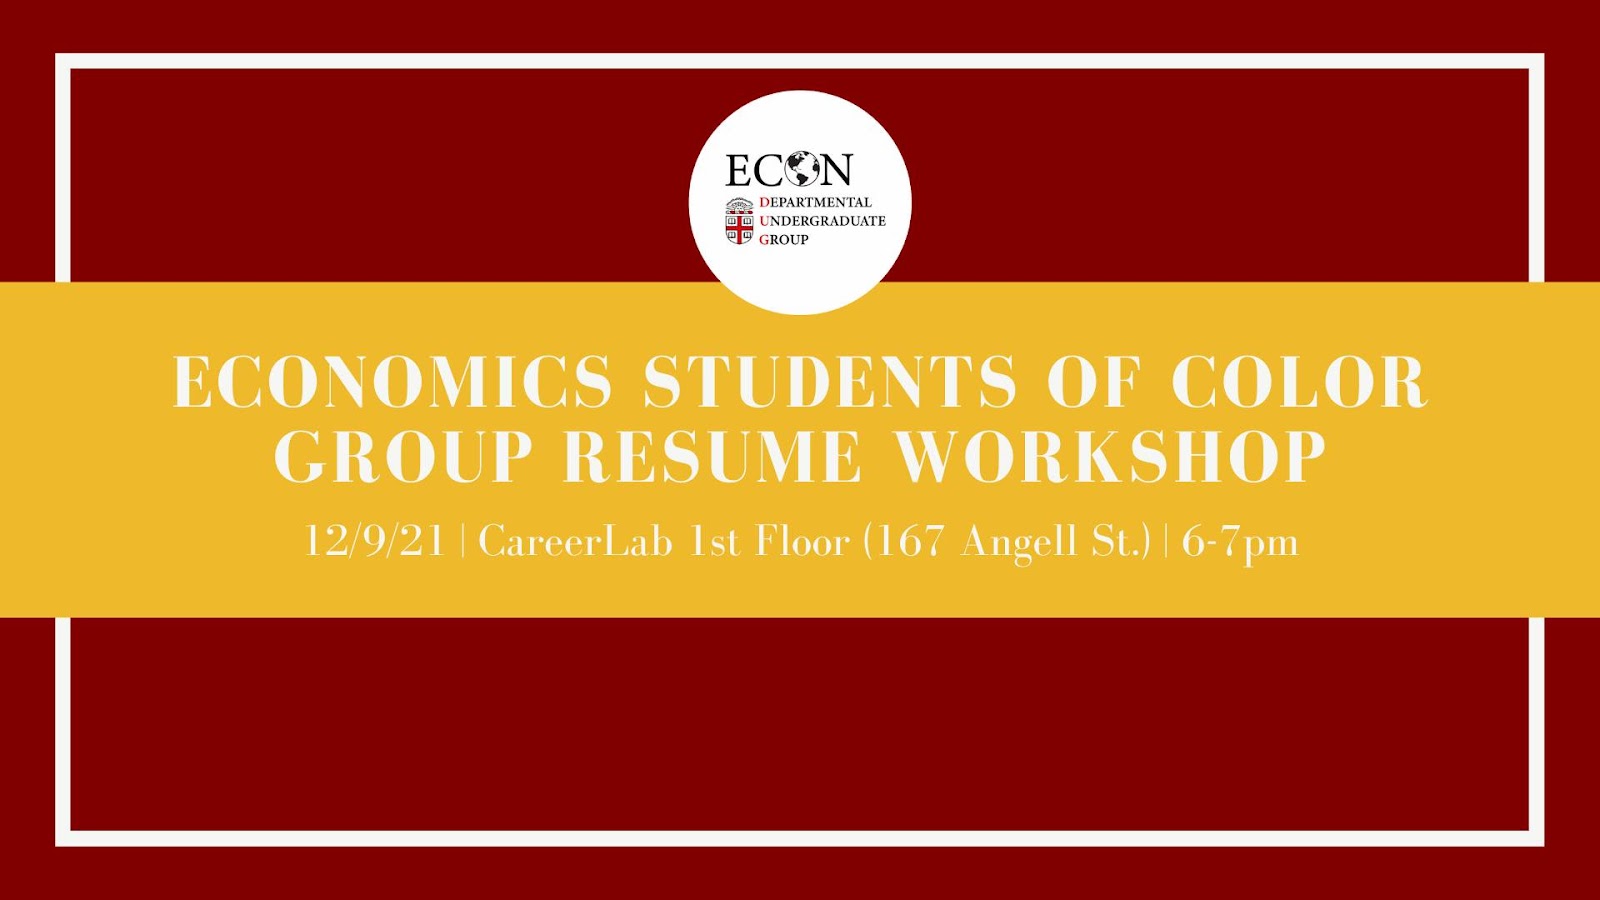 ECON
DEPARTMENTAL
UNDERGRADUATE
GROUP
ECONOMICS STUDENTS OF COLOR
GROUP RESUME WORKSHOP
12/9/21 | CareerLab 1st Floor (167 Angell St.) | 6-7pm